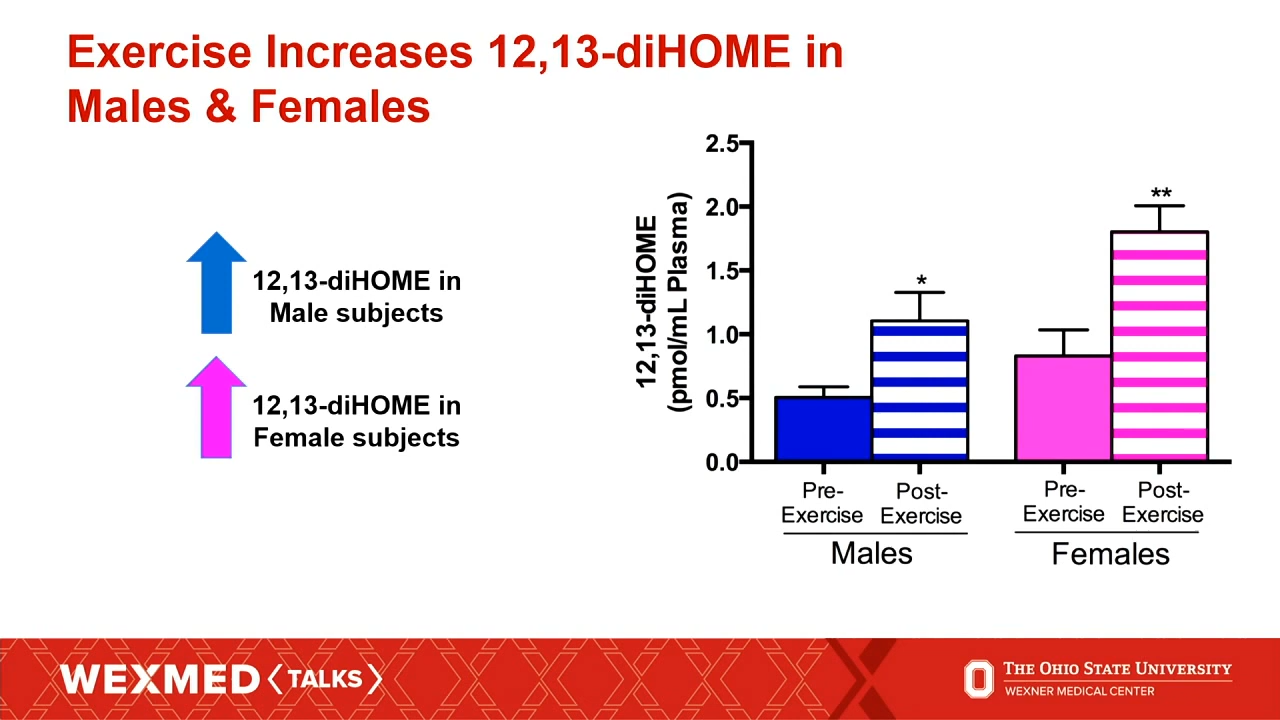 Exercise Increases 12,13-diHOME in
Males & Females
12,13-diHOME in
Male subjects
12,13-diHOME in
Female subjects
12,13-diHOME
(pmol/mL Plasma)
2.5
2.0
1.5
1.0
0.5
0.0
*
**
Pre-
Exercise
Post-
Exercise
Pre-
Exercise
Post-
Exercise
Males
Females
WEXMED ⟨TALKS⟩
THE OHIO STATE UNIVERSITY
WEXNER MEDICAL CENTER